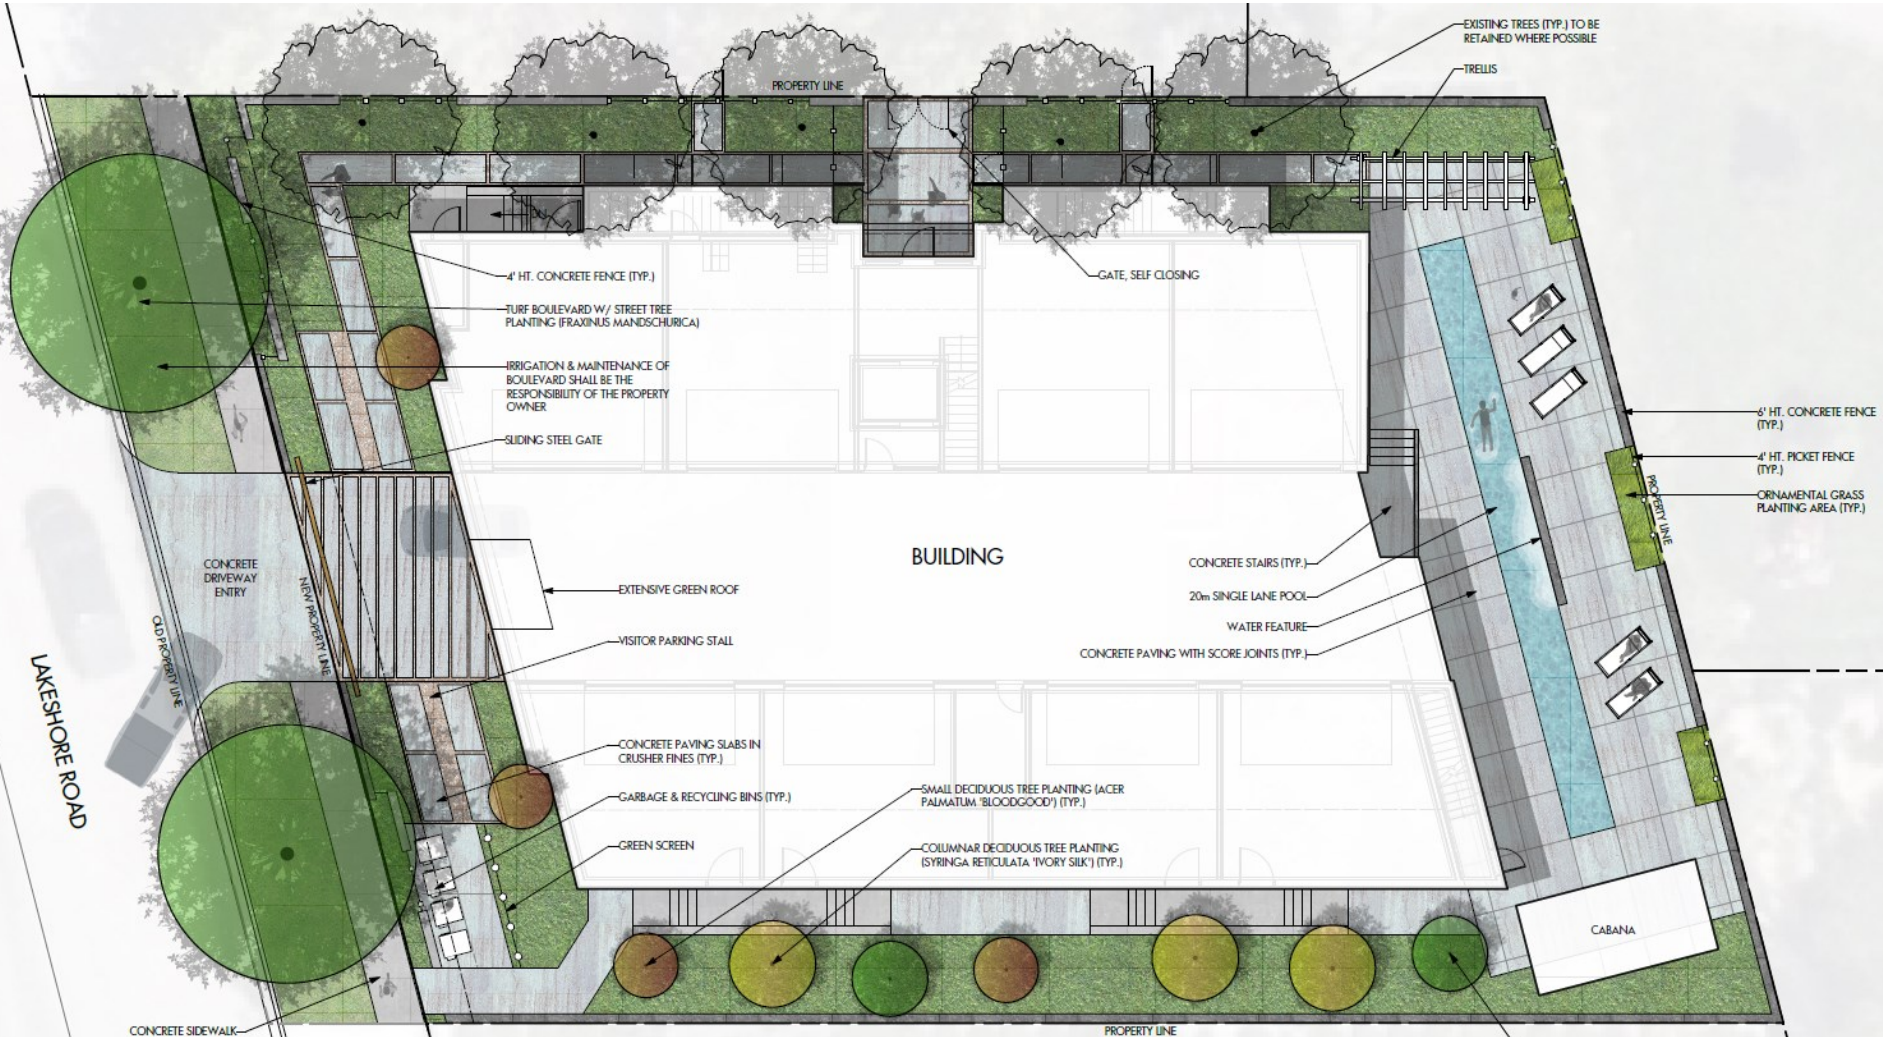 EXISTING TREES (TYP.) TO BE
RETAINED WHERE POSSIBLE
TRELLIS
PROPERTY LINE
4' HT. CONCRETE FENCE (TYP.)
GATE, SELF CLOSING
TURF BOULEVARD W/ STREET TREE
PLANTING (FRAXINUS MANDSCHURICA)
IRRIGATION & MAINTENANCE OF
BOULEVARD SHALL BE THE
RESPONSIBILITY OF THE PROPERTY
OWNER
SLIDING STEEL GATE
6' HT. CONCRETE FENCE
(TYP.)
4' HT. PICKET FENCE
(TYP.)
PROPERTY LINE
ORNAMENTAL GRASS
PLANTING AREA (TYP.)
BUILDING
CONCRETE
DRIVEWAY
ENTRY
CONCRETE STAIRS (TYP.)
EXTENSIVE GREEN ROOF
20m SINGLE LANE POOL
NEW PROPERTY LINE
OLD PROPERTY LINE
WATER FEATURE
VISITOR PARKING STALL
CONCRETE PAVING WITH SCORE JOINTS (TYP.)
LAKESHORE ROAD
CONCRETE PAVING SLABS IN
CRUSHER FINES (TYP.)
GARBAGE & RECYCLING BINS (TYP.)
SMALL DECIDUOUS TREE PLANTING (ACER
PALMATUM 'BLOODGOOD') (TYP.)
GREEN SCREEN
COLUMNAR DECIDUOUS TREE PLANTING
(SYRINGA RETICULATA 'IVORY SILK') (TYP.)
CABANA
CONCRETE SIDEWALK
PROPERTY LINE